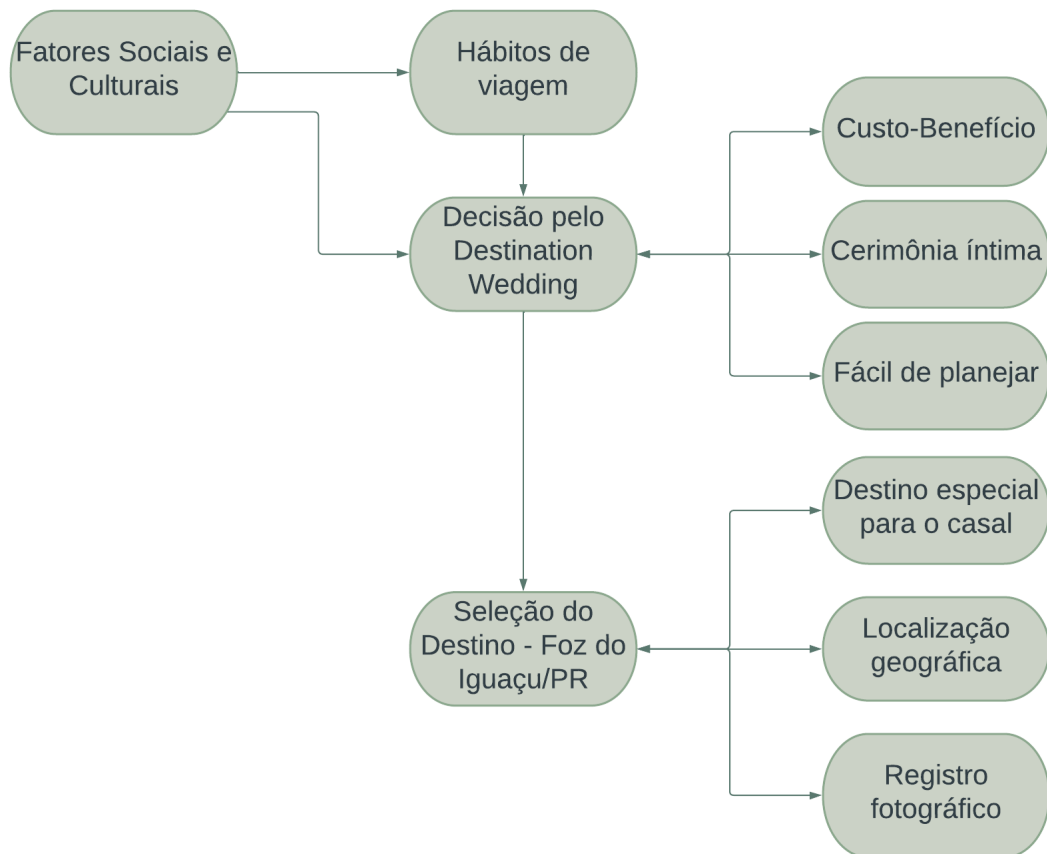 Fatores Sociais e
Culturais
Hábitos de
viagem
Custo-Benefício
Decisão pelo
Destination
Wedding
Cerimônia íntima
Fácil de planejar
Destino especial
para o casal
Seleção do
Destino - Foz do
Iguaçu/PR
Localização
geográfica
Registro
fotográfico